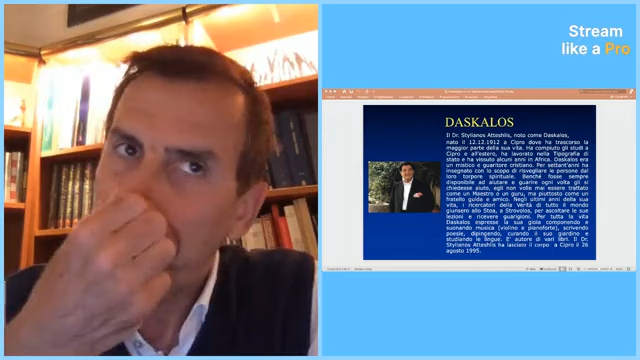 Stream
like a Pro
DASKALOS
Il Dr. Stylianos Atteshlis, noto come Daskalos,
nato il 12.12.1912 a Cipro dove ha trascorso la
maggior parte della sua vita. Ha compiuto gli studi a
Cipro e all'estero, ha lavorato nella Tipografia di
stato e ha vissuto alcuni anni in Africa. Daskalos era
un mistico e guaritore cristiano. Per settant'anni ha
insegnato con lo scopo di risvegliare le persone dal
loro torpore spirituale. Benché fosse sempre
disponibile ad aiutare e guarire ogni volta gli si
chiedesse aiuto, egli non volle mai essere trattato
come un Maestro o un guru, ma piuttosto come un
fratello guida e amico. Negli ultimi anni della sua
vita, i ricercatori della Verità di tutto il mondo
giunsero allo Stoa, a Strovolos, per ascoltare le sue
lezioni e ricevere guarigioni. Per tutta la vita
Daskalos espresse la sua gioia componendo e
suonando musica (violino e pianoforte), scrivendo
poesie, dipingendo, curando il suo giardino e
studiando le lingue. E' autore di vari libri. Il Dr.
Stylianos Atteshlis ha lasciato il corpo a Cipro il 26
agosto 1995.